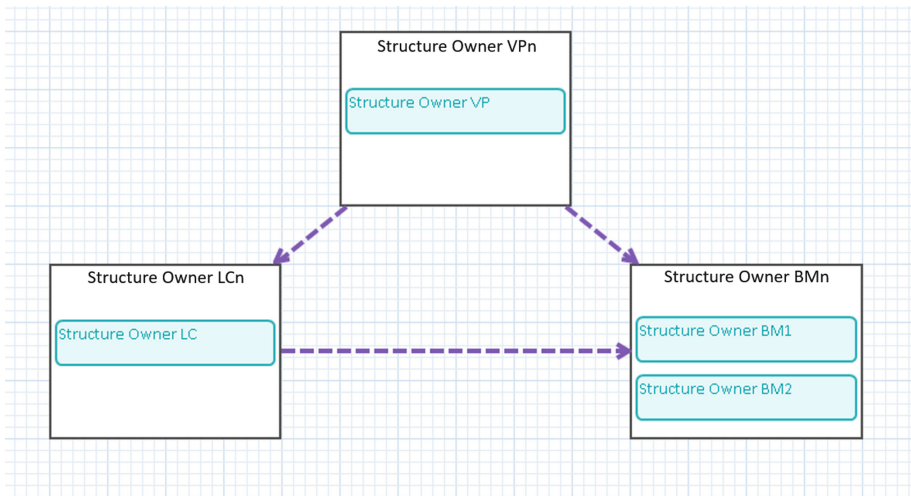 Structure Owner VPn
Structure Owner VP
Structure Owner LCn
Structure Owner LC
Structure Owner BMn
Structure Owner BM1
Structure Owner BM2